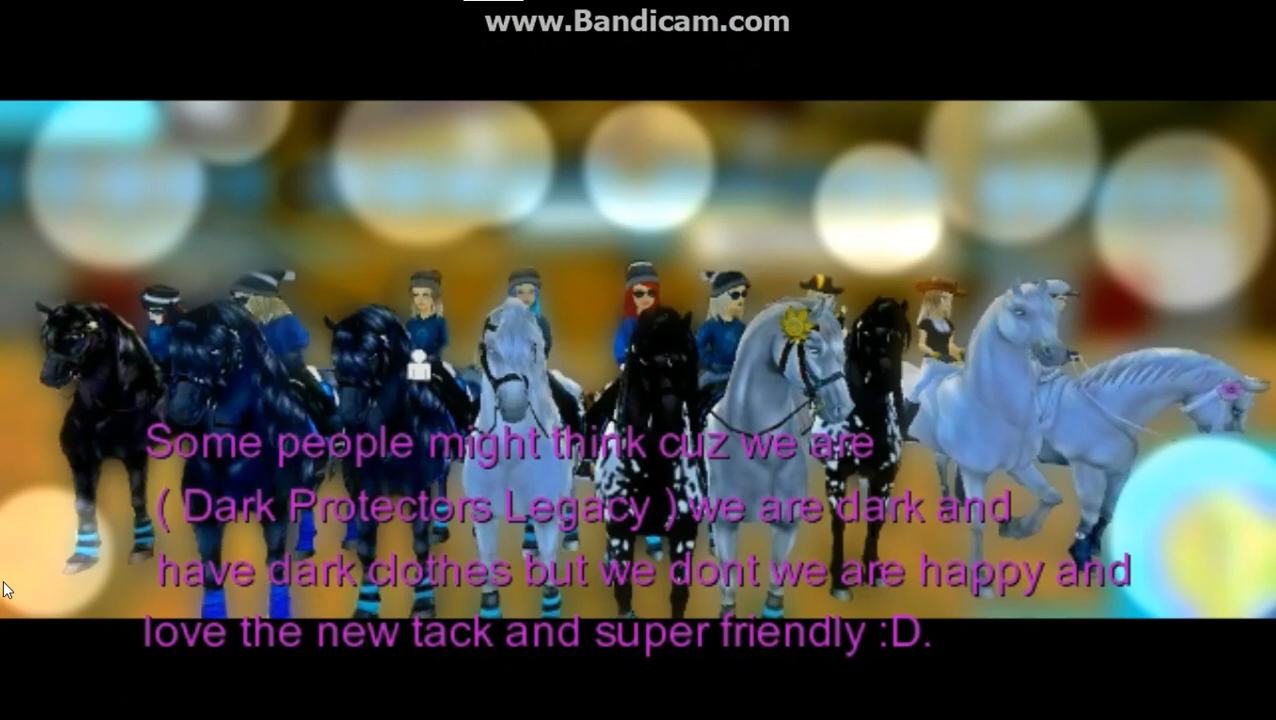 www.Bandicam.com
Some people might think cuz we are
( Dark Protectors Legacy ) we are dark and
have dark clothes but we dont we are happy and
love the new tack and super friendly :D.